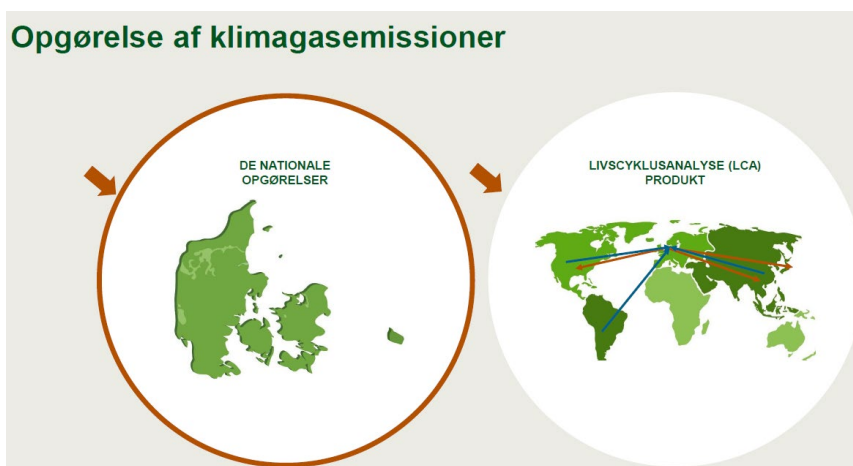 Opgørelse af klimagasemissioner
DE NATIONALE
OPGØRELSER
LIVSCYKLUSANALYSE (LCA)
PRODUKT